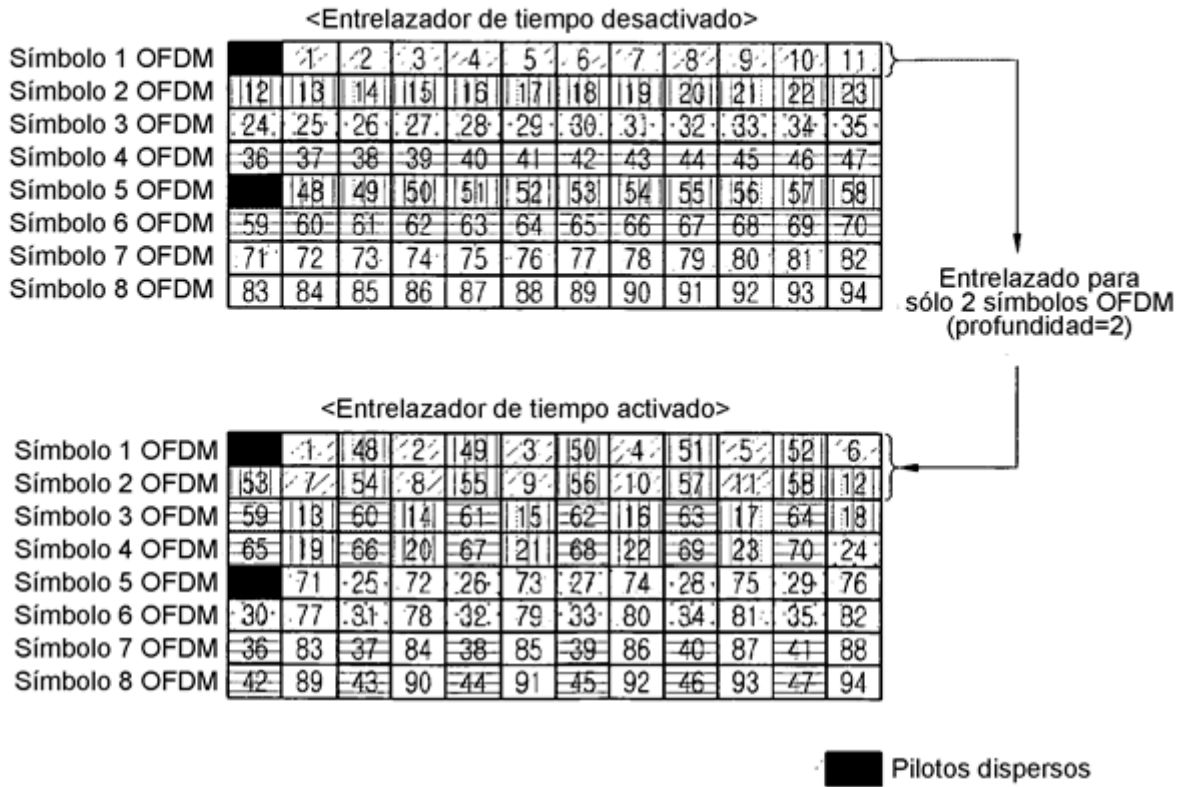 <Entrelazador de tiempo desactivado>
Símbolo 1 OFDM 1 2 3 4 5 6 7 8 9 10 11
Símbolo 2 OFDM 12 13 14 15 16 17 18 19 20 21 22 23
Símbolo 3 OFDM 24 25 26 27 28 29 30 31 32 33 34 35
Símbolo 4 OFDM 36 37 38 39 40 41 42 43 44 45 46 47
Símbolo 5 OFDM 48 49 50 51 52 53 54 55 56 57 58
Símbolo 6 OFDM 59 60 61 62 63 64 65 66 67 68 69 70
Símbolo 7 OFDM 71 72 73 74 75 76 77 78 79 80 81 82
Símbolo 8 OFDM 83 84 85 86 87 88 89 90 91 92 93 94
Entrelazado para
sólo 2 símbolos OFDM
(profundidad=2)
<Entrelazador de tiempo activado>
Símbolo 1 OFDM 1 48 2 49 3 50 4 51 5 52 6
Símbolo 2 OFDM 53 7 54 8 55 9 56 10 57 11 58 12
Símbolo 3 OFDM 59 13 60 14 61 15 62 16 63 17 64 18
Símbolo 4 OFDM 65 19 66 20 67 21 68 22 69 23 70 24
Símbolo 5 OFDM 71 25 72 26 73 27 74 28 75 29 76
Símbolo 6 OFDM 30 77 31 78 32 79 33 80 34 81 35 82
Símbolo 7 OFDM 36 83 37 84 38 85 39 86 40 87 41 88
Símbolo 8 OFDM 42 89 43 90 44 91 45 92 46 93 47 94
Pilotos dispersos